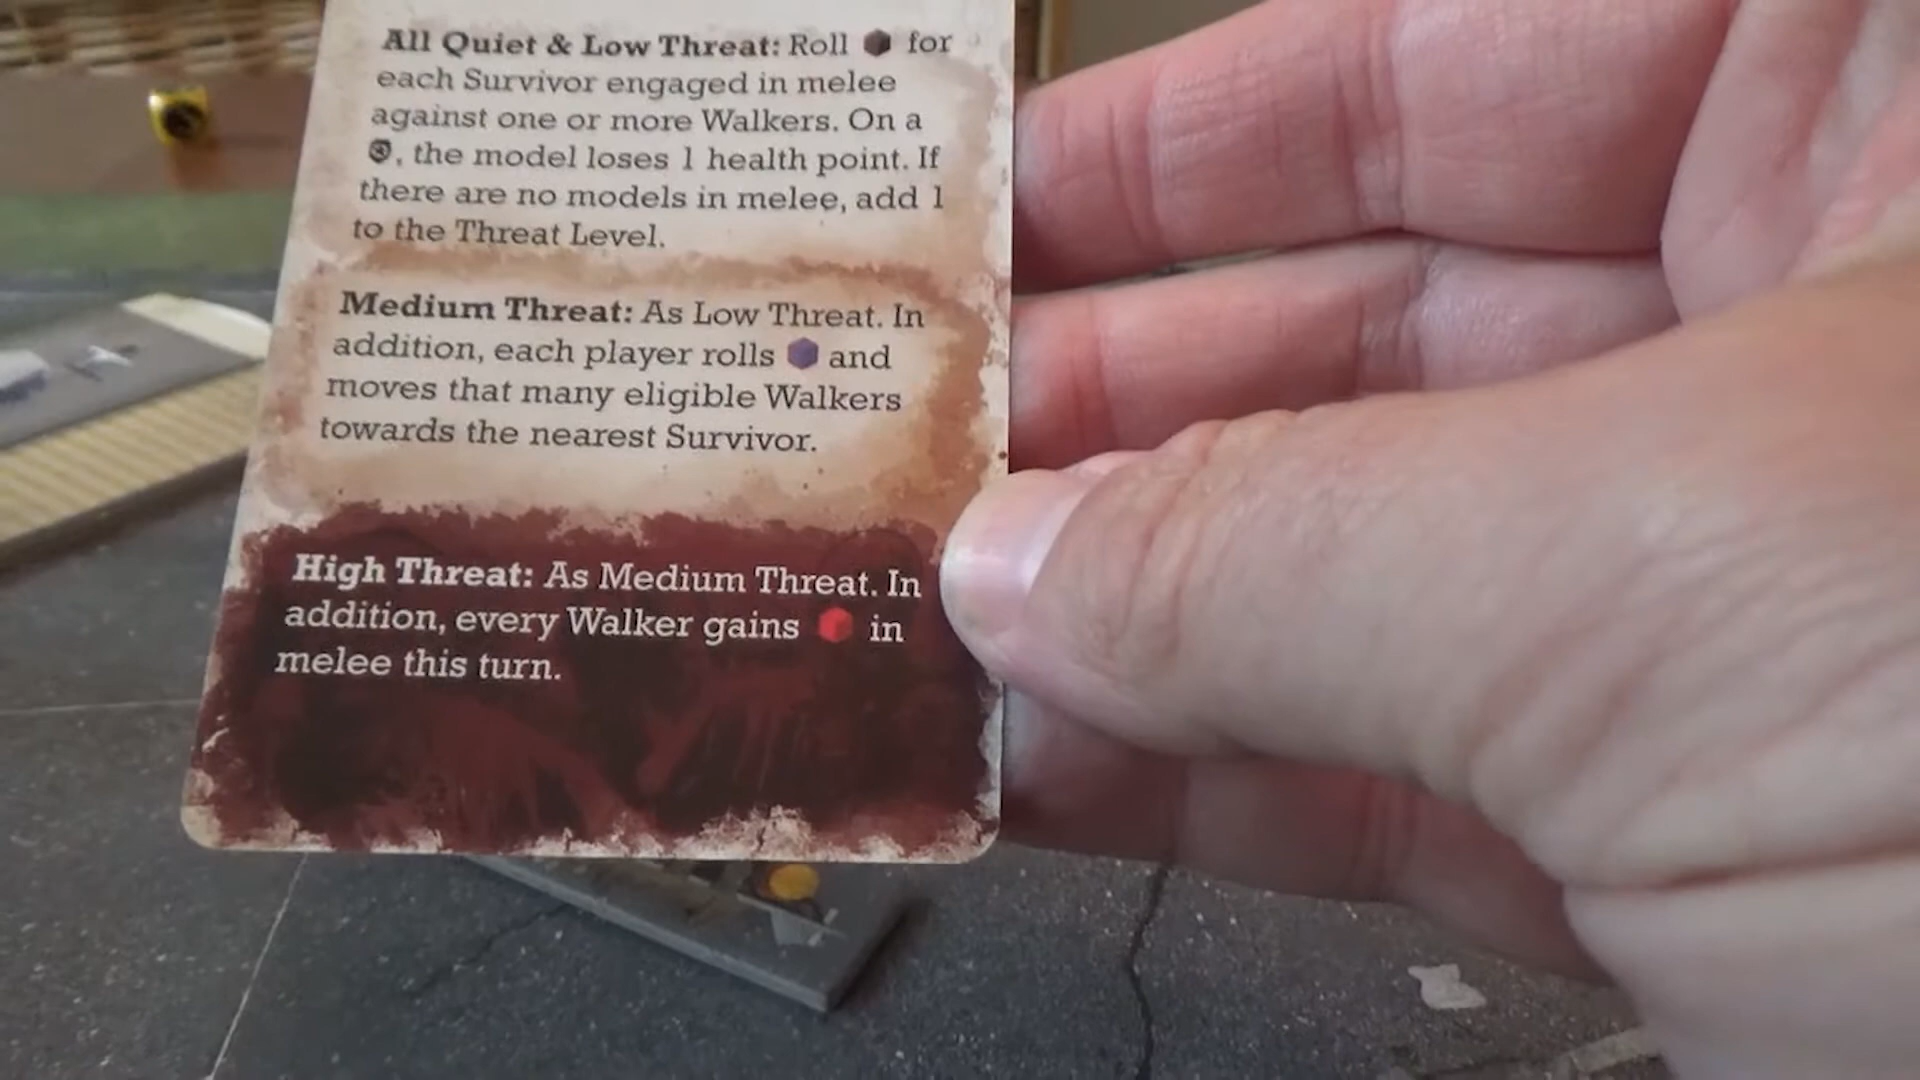 All Quiet & Low Threat: Roll for
each Survivor engaged in melee
against one or more Walkers. On a
, the model loses 1 health point. If
there are no models in melee, add 1
to the Threat Level.
Medium Threat: As Low Threat. In
addition, each player rolls and
moves that many eligible Walkers
towards the nearest Survivor.
High Threat: As Medium Threat. In
addition, every Walker gains in
melee this turn.